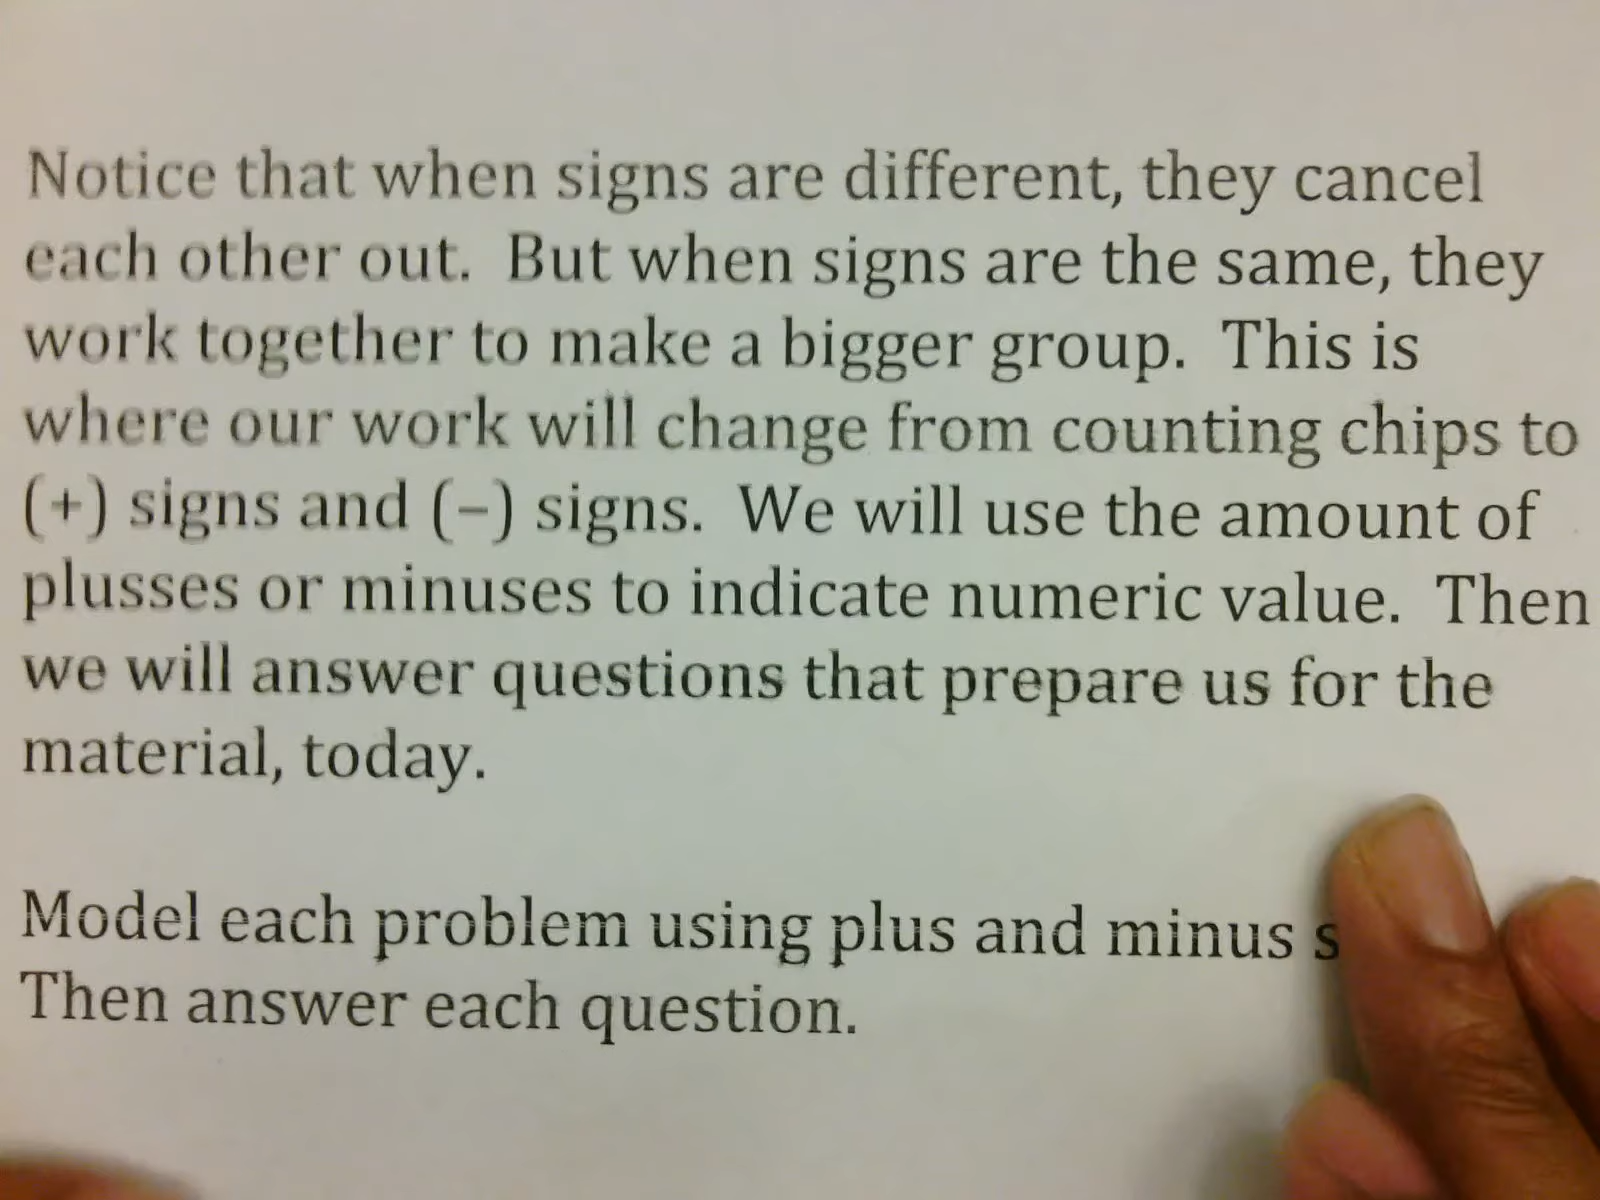 Notice that when signs are different, they cancel
each other out. But when signs are the same, they
work together to make a bigger group. This is
where our work will change from counting chips to
(+) signs and (–) signs. We will use the amount of
plusses or minuses to indicate numeric value. Then
we will answer questions that prepare us for the
material, today.
Model each problem using plus and minus s
Then answer each question.